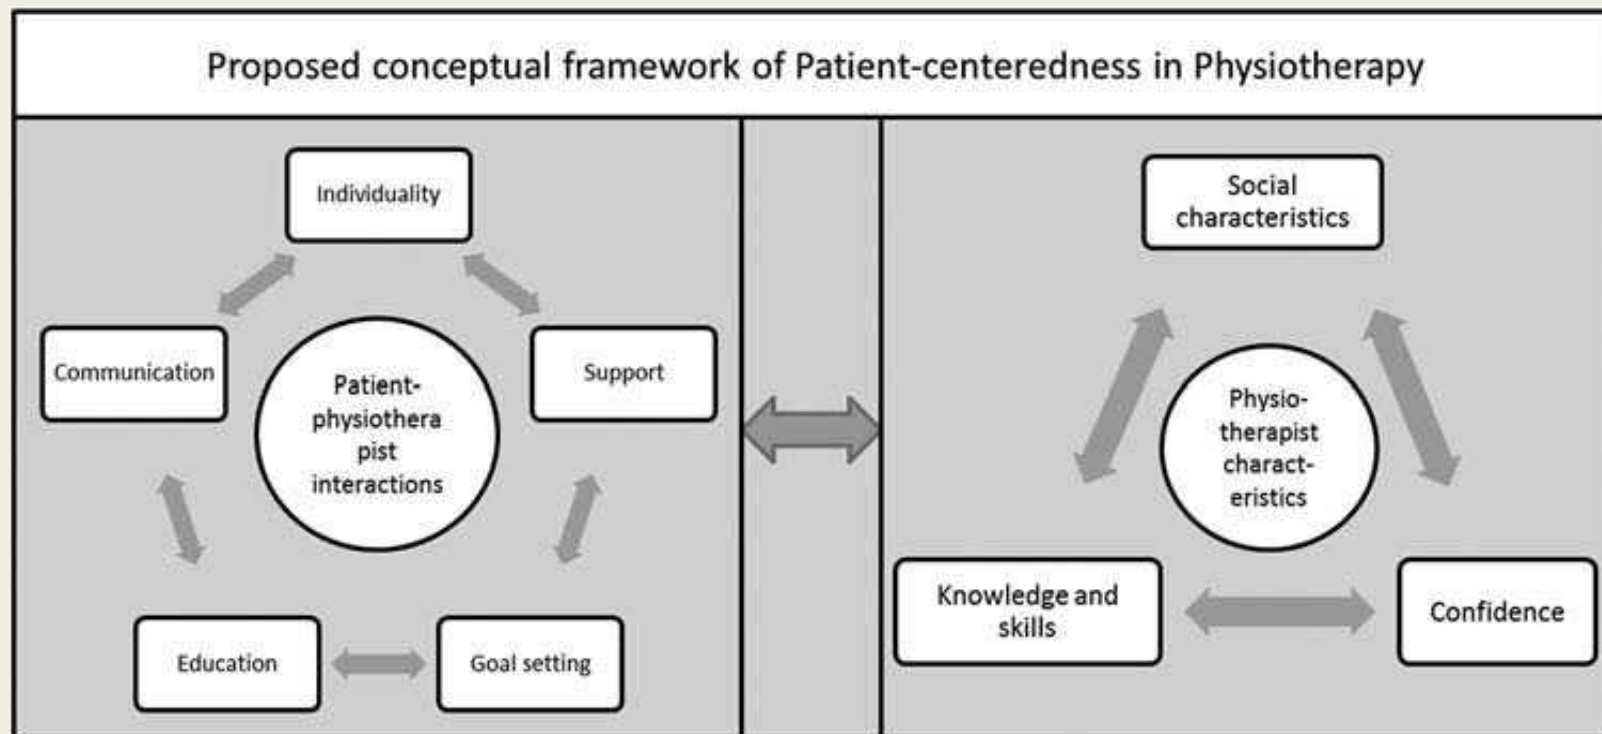 Proposed conceptual framework of Patient-centeredness in Physiotherapy
Individuality
Communication
Support
Patient-
physiothera
pist
interactions
Education
Goal setting
Social
characteristics
Physio-
therapist
charact-
eristics
Knowledge and
skills
Confidence